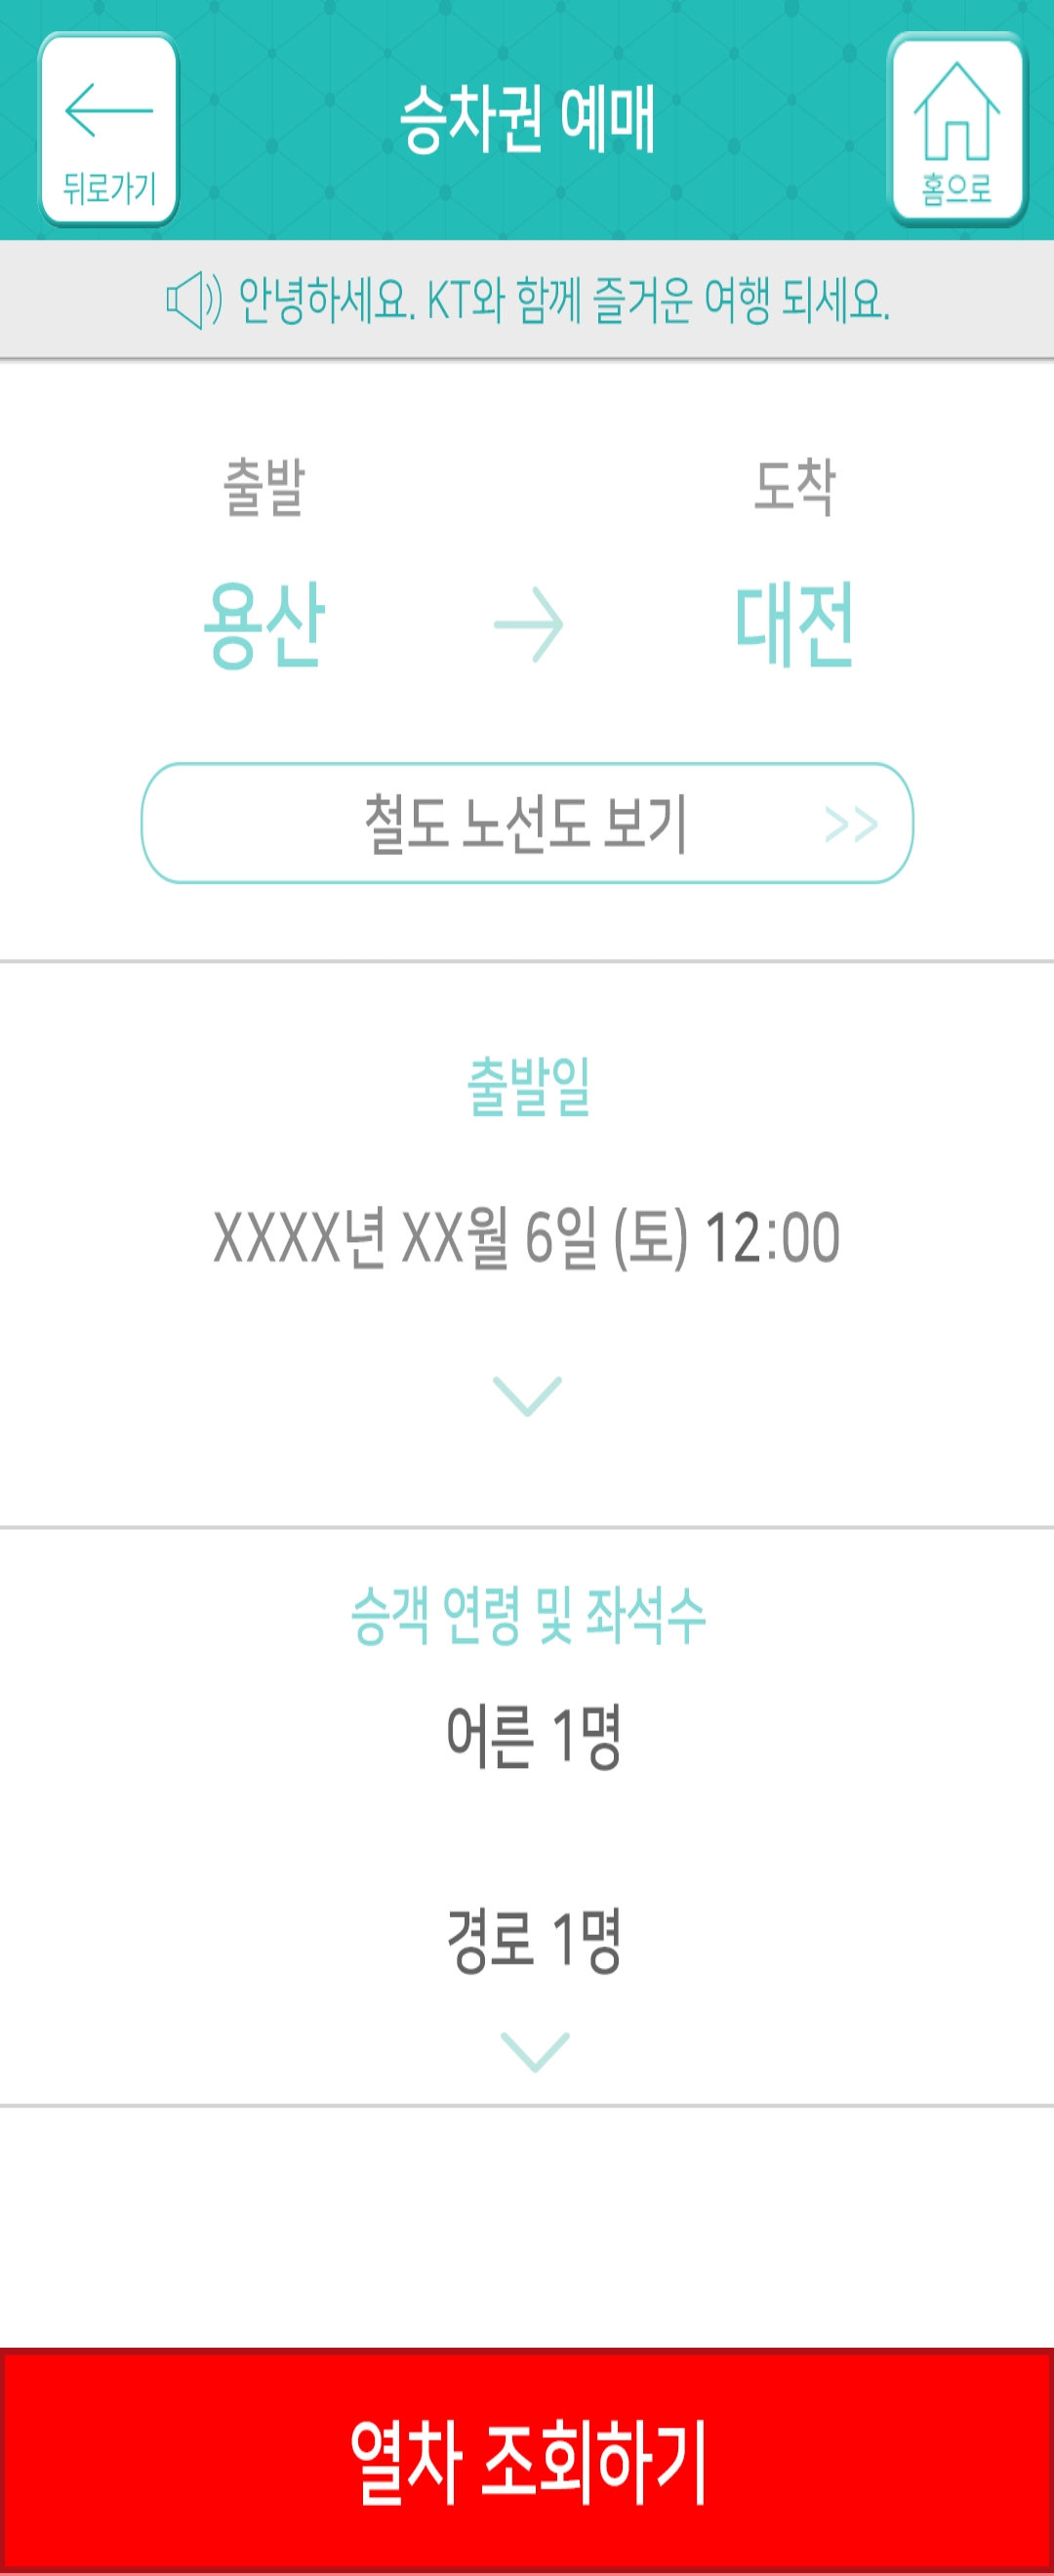 승차권 예매
뒤로가기
홈으로
안녕하세요. KT와 함께 즐거운 여행 되세요.
출발
도착
용산
대전
철도 노선도 보기 >>
출발일
XXXX년 XX월 6일 (토) 12:00
승객 연령 및 좌석수
어른 1명
경로 1명
열차 조회하기